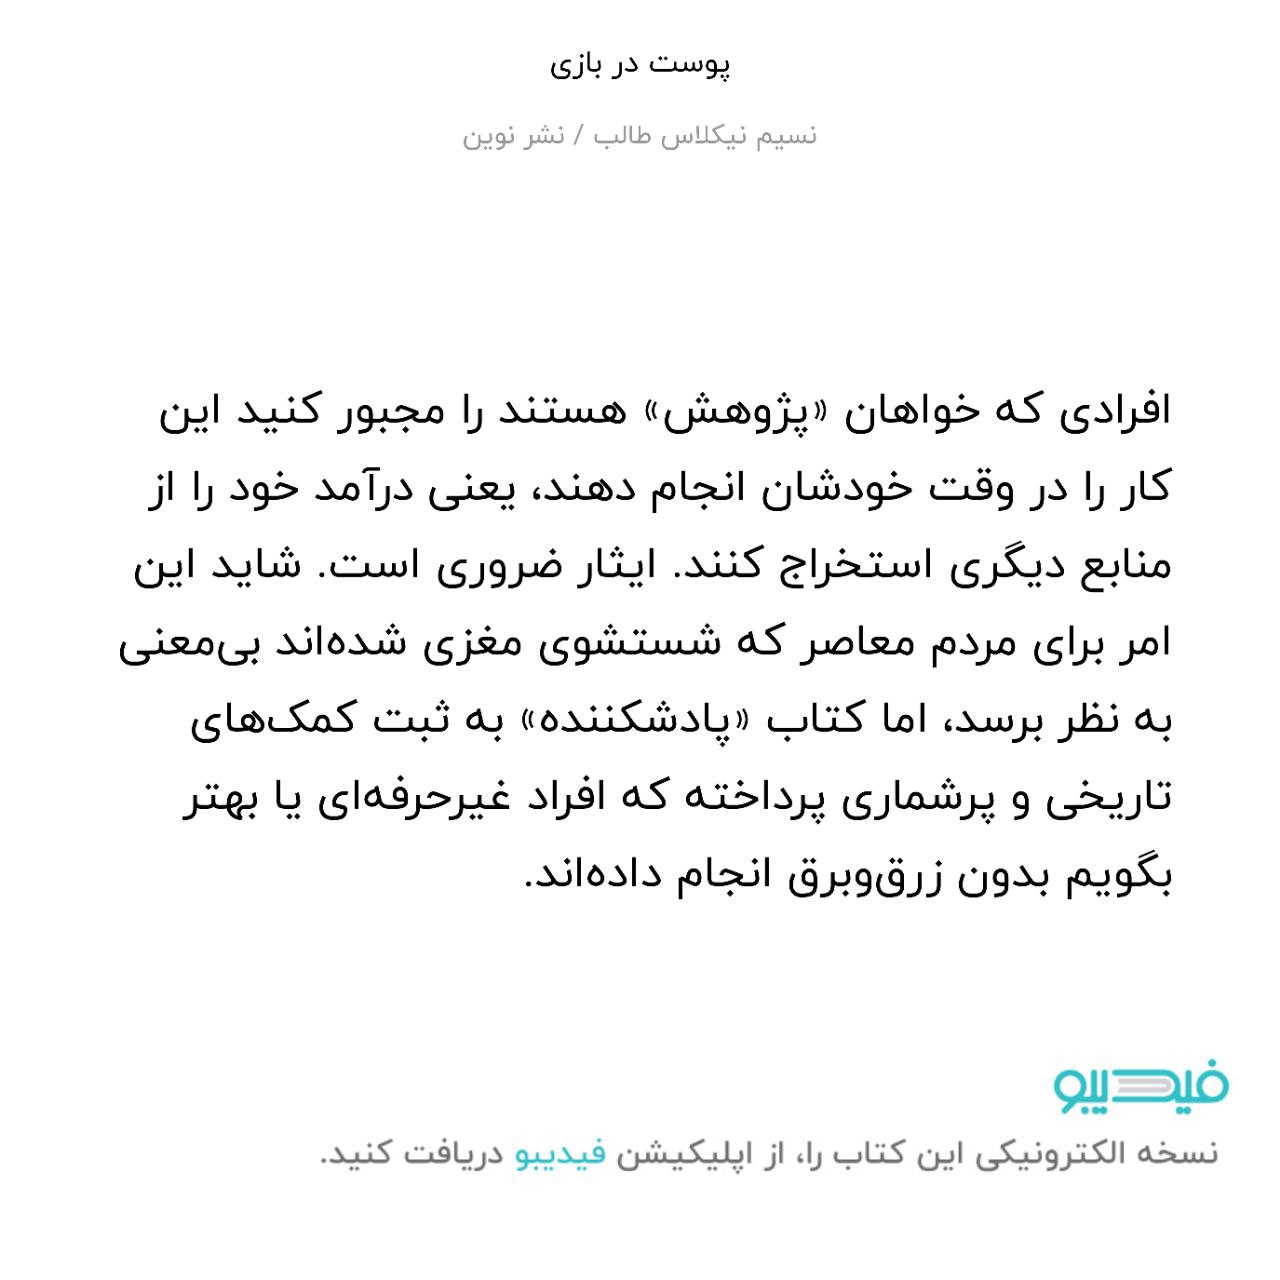 پوست در بازی
نسیم نیکلاس طالب / نشر نوین
افرادی که خواهان «پژوهش» هستند را مجبور کنید این
کار را در وقت خودشان انجام دهند، یعنی درآمد خود را از
منابع دیگری استخراج کنند. ایثار ضروری است. شاید این
امر برای مردم معاصر که شستشوی مغزی شده‌اند بی‌معنی
به نظر برسد، اما کتاب «پادشکننده» به ثبت کمک‌های
تاریخی و پرشماری پرداخته که افراد غیرحرفه‌ای یا بهتر
بگویم بدون زرق‌وبرق انجام داده‌اند.
فیدیبو
نسخه الکترونیکی این کتاب را، از اپلیکیشن فیدیبو دریافت کنید.